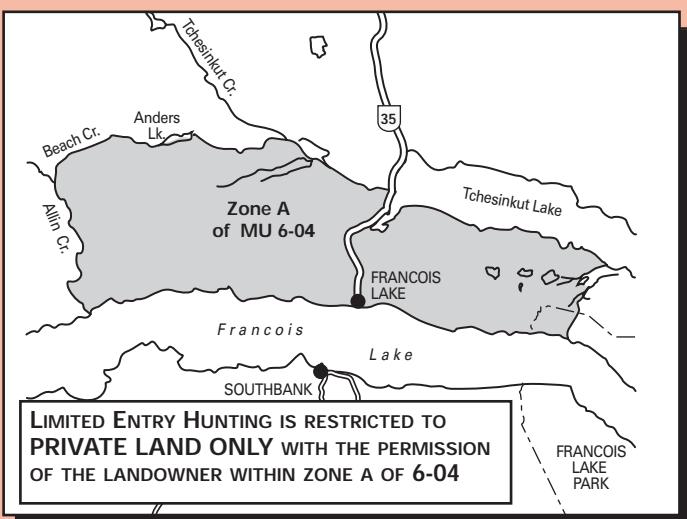 Tchesinkut Cr.
35
Anders
Lk.
Beach Cr.
Tchesinkut Lake
Allin Cr.
Zone A
of MU 6-04
FRANCOIS
LAKE
Francois
Lake
SOUTHBANK
LIMITED ENTRY HUNTING IS RESTRICTED TO
PRIVATE LAND ONLY WITH THE PERMISSION
OF THE LANDOWNER WITHIN ZONE A OF 6-04
FRANCOIS
LAKE
PARK